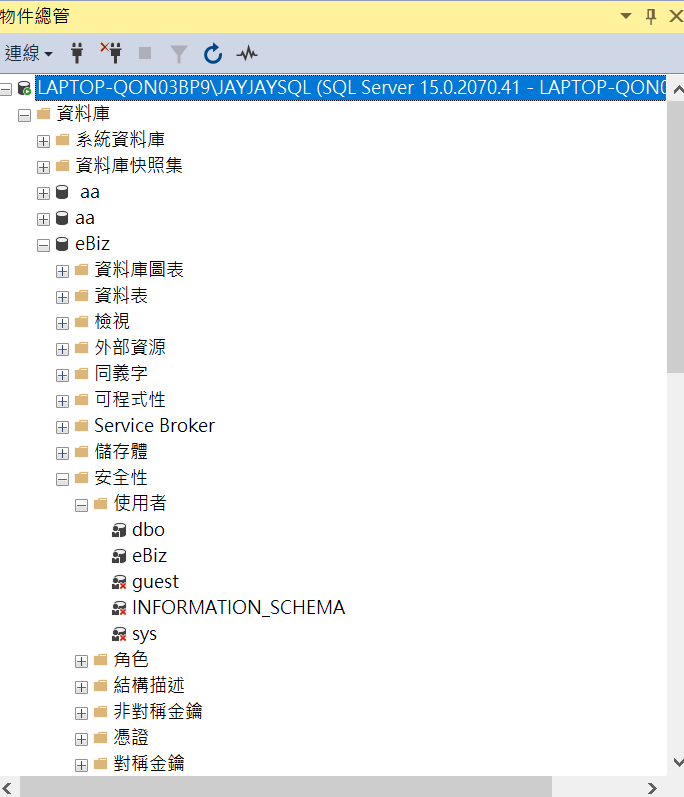 物件總管
連線
LAPTOP-QON03BP9\JAYJAYSQL (SQL Server 15.0.2070.41 - LAPTOP-QON0
資料庫
系統資料庫
資料庫快照集
aa
aa
eBiz
資料庫圖表
資料表
檢視
外部資源
同義字
可程式性
Service Broker
儲存體
安全性
使用者
dbo
eBiz
guest
INFORMATION_SCHEMA
sys
角色
結構描述
非對稱金鑰
憑證
對稱金鑰